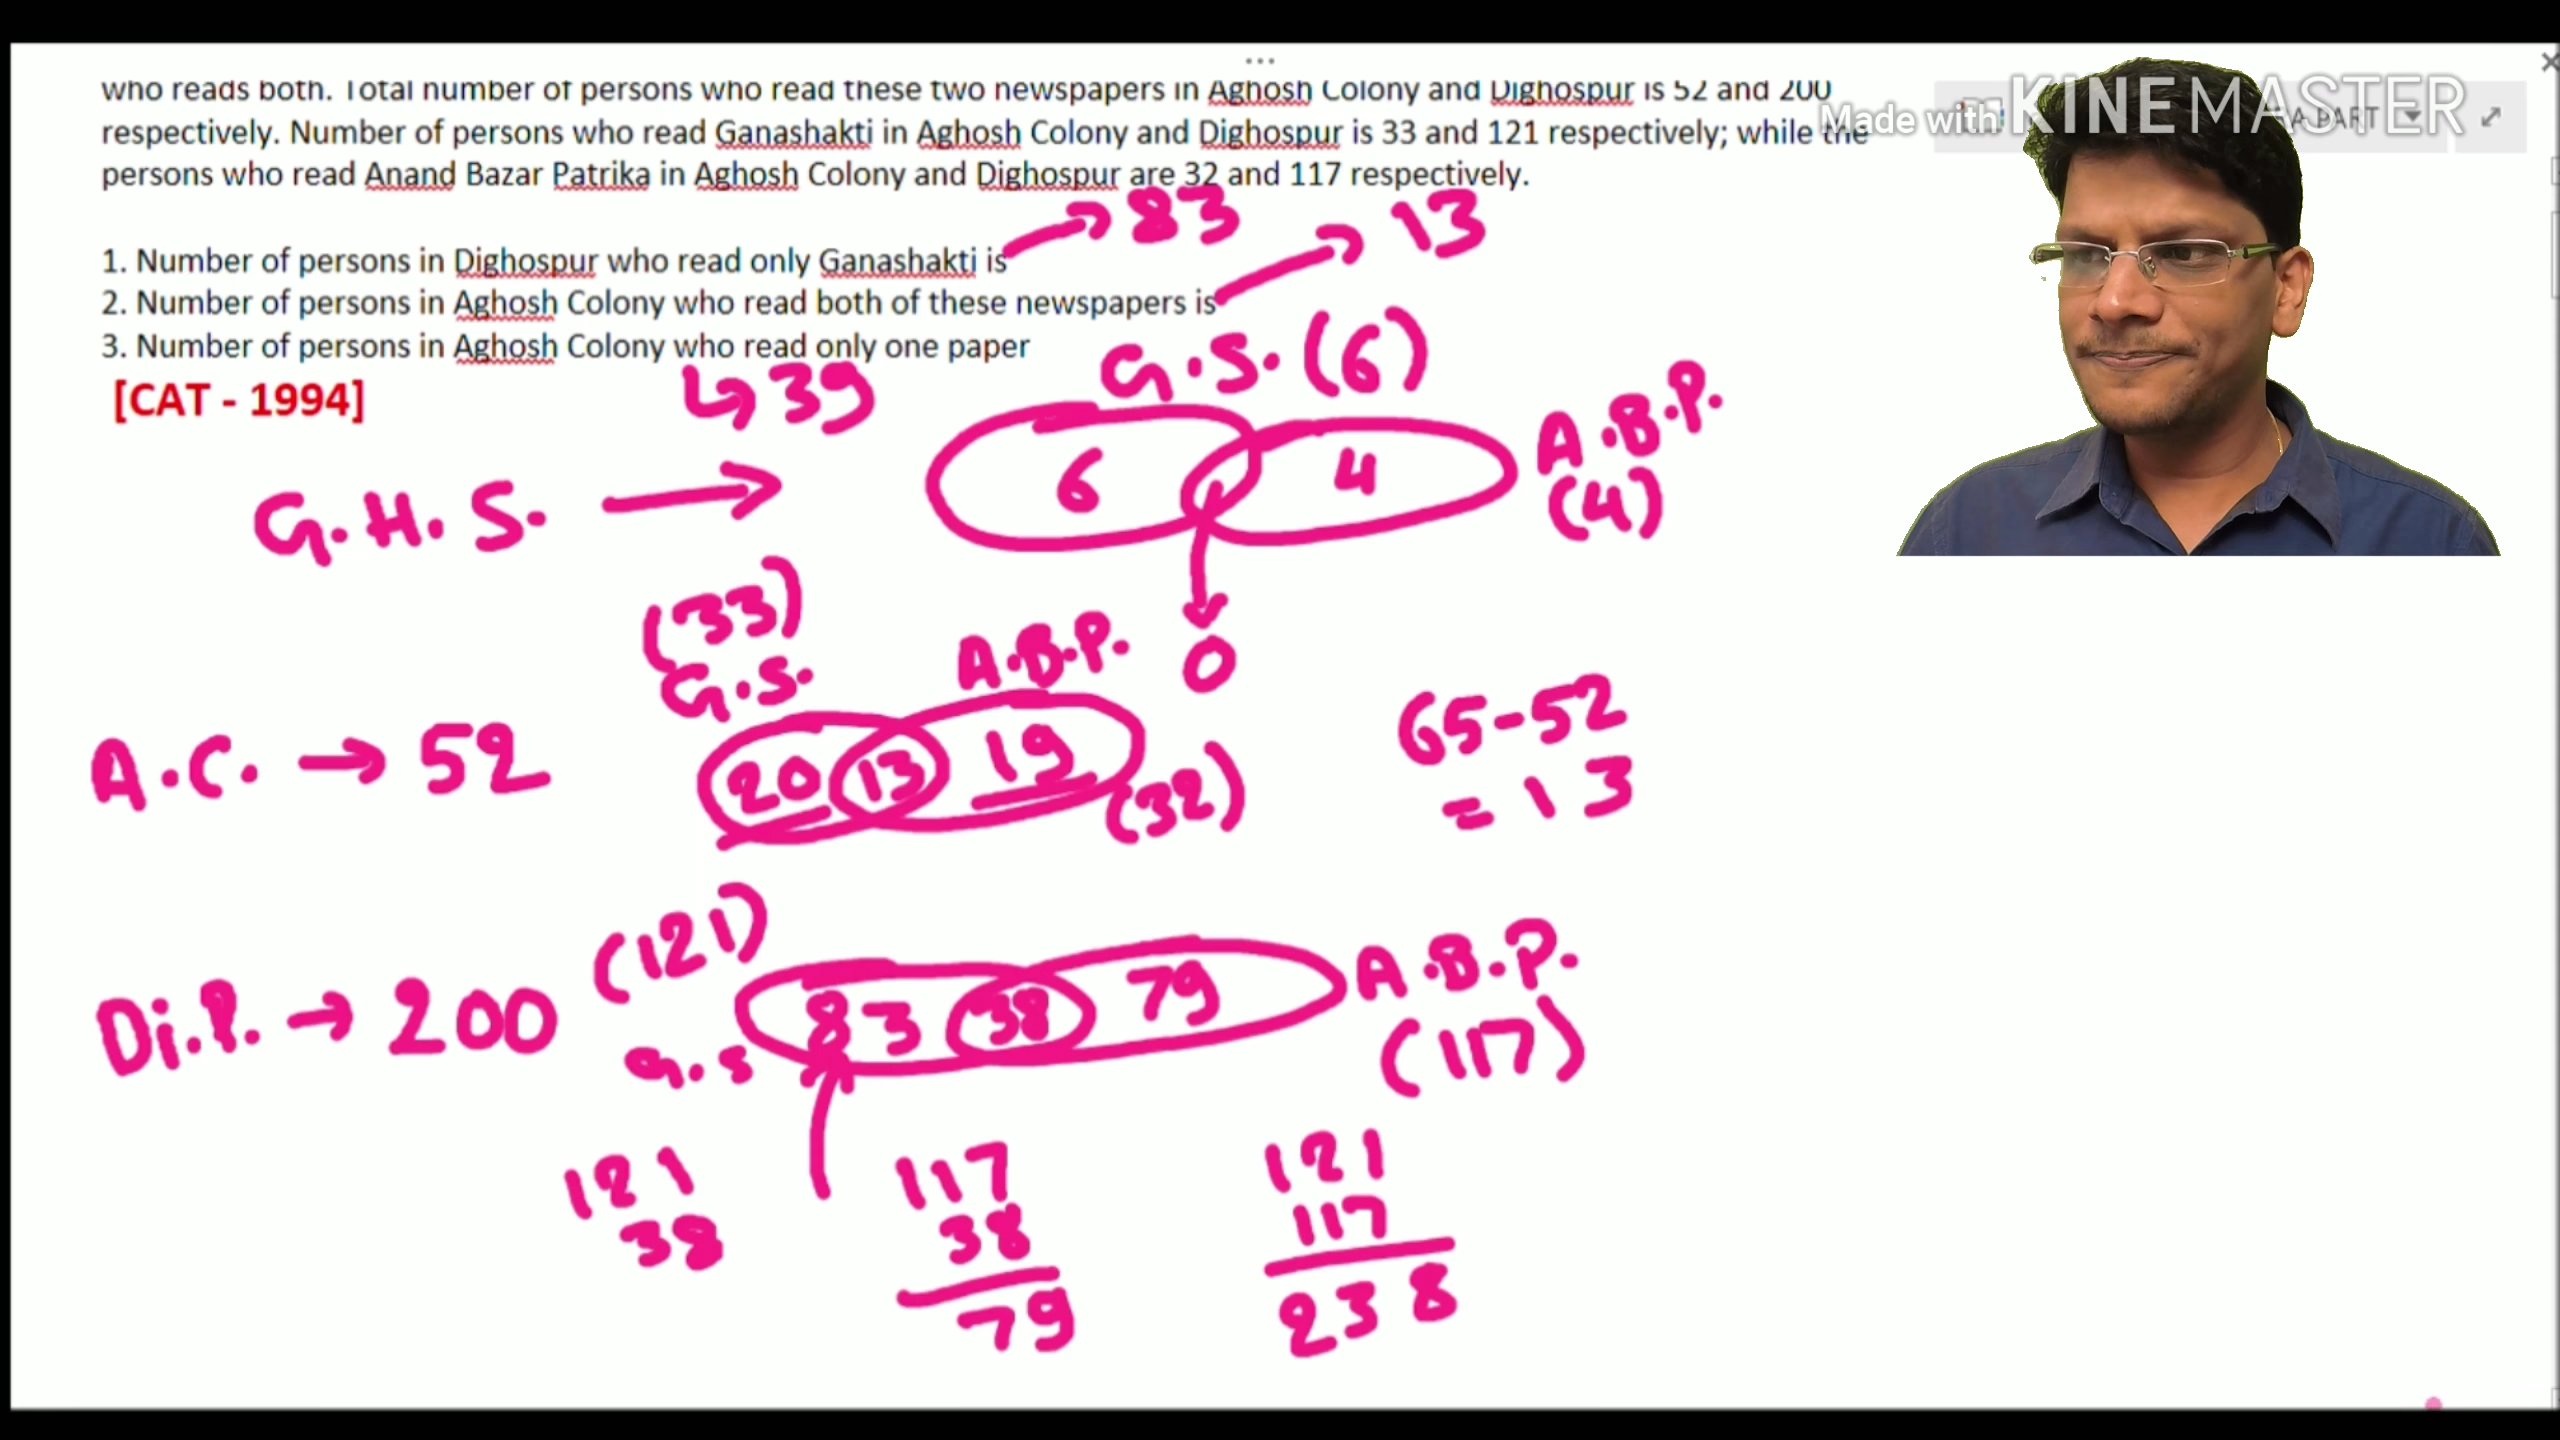 who reads both. Total number of persons who read these two newspapers in Aghosh Colony and Dighospur is 52 and 200
respectively. Number of persons who read Ganashakti in Aghosh Colony and Dighospur is 33 and 121 respectively; while the
persons who read Anand Bazar Patrika in Aghosh Colony and Dighospur are 32 and 117 respectively.
Made with KINEMASTER
PART
1. Number of persons in Dighospur who read only Ganashakti is
83
2. Number of persons in Aghosh Colony who read both of these newspapers is
13
3. Number of persons in Aghosh Colony who read only one paper
39
[CAT - 1994]
G.S. (6)
G.H.S. →
6 4
A.B.P.
(4)
0
(33)
G.S.
A.B.P.
A.C. → 52
20 13 19
(32)
65-52
= 13
(121)
Di.P. → 200
G.S
83 38 79
A.B.P.
(117)
121
38
117
38
79
121
117
238